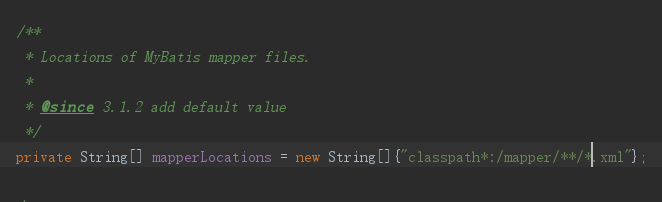 /**
* Locations of MyBatis mapper files.
*
* @since 3.1.2 add default value
*/
private String[] mapperLocations = new String[]{"classpath*:/mapper/**/*.xml"};